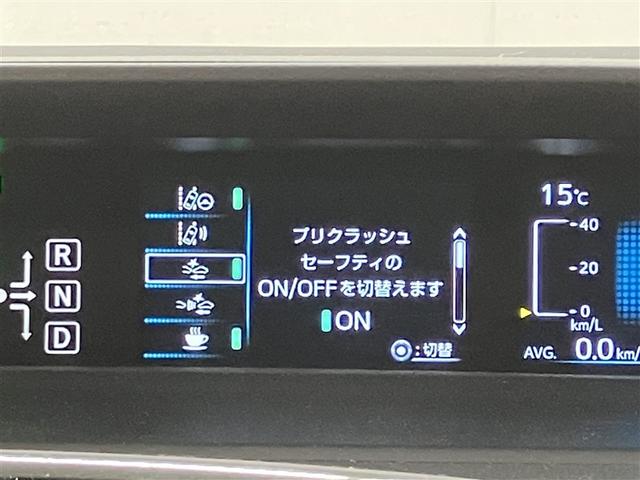 R
N
D
プリクラッシュ
セーフティの
ON/OFFを切替えます
ON
:切替
15℃
40
20
0
km/L
AVG. 0.0 km/